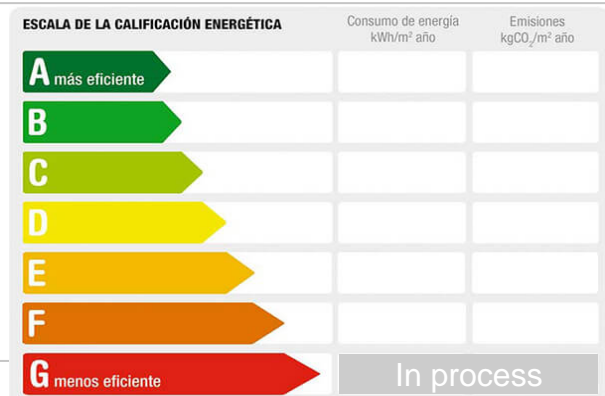 ESCALA DE LA CALIFICACIÓN ENERGÉTICA
Consumo de energía
kWh/m² año
Emisiones
kgCO₂/m² año
A más eficiente
B
C
D
E
F
G menos eficiente
In process